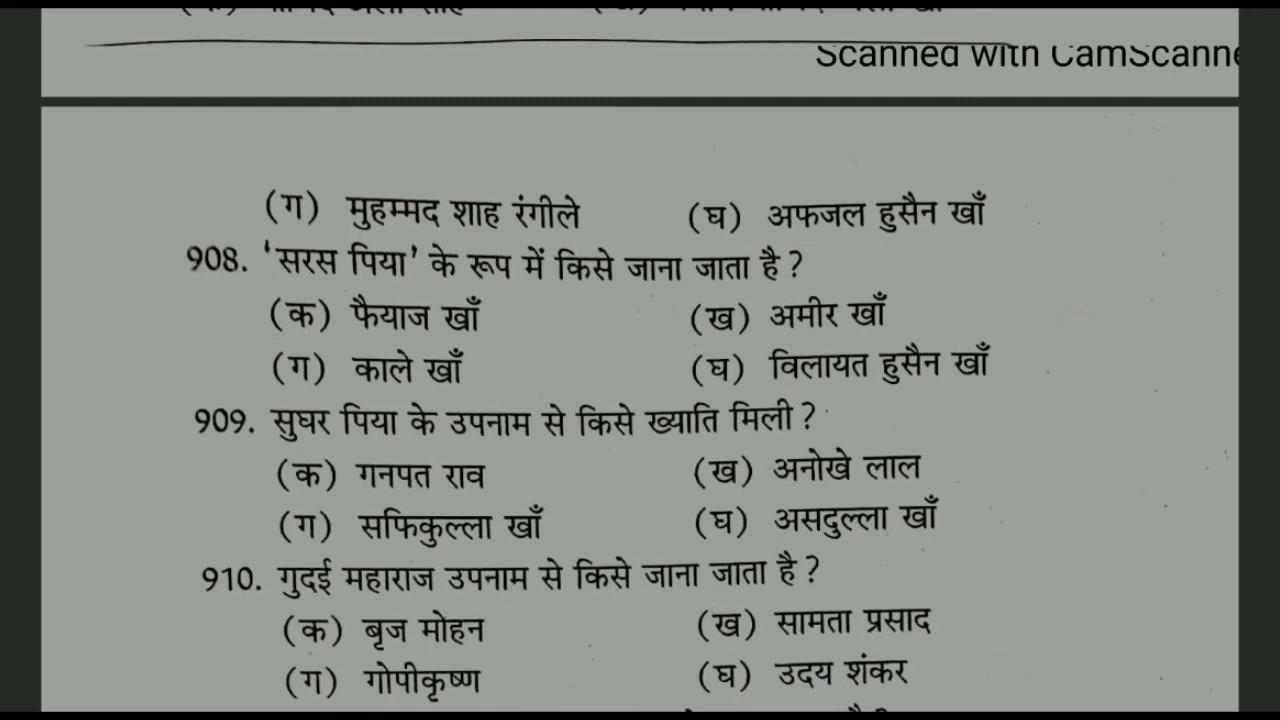 Scanned with CamScanne
(ग) मुहम्मद शाह रंगीले (घ) अफजल हुसैन खाँ
908. 'सरस पिया' के रूप में किसे जाना जाता है ?
(क) फैयाज खाँ (ख) अमीर खाँ
(ग) काले खाँ (घ) विलायत हुसैन खाँ
909. सुघर पिया के उपनाम से किसे ख्याति मिली ?
(क) गनपत राव (ख) अनोखे लाल
(ग) सफिकुल्ला खाँ (घ) असदुल्ला खाँ
910. गुदई महाराज उपनाम से किसे जाना जाता है ?
(क) बृज मोहन (ख) सामता प्रसाद
(ग) गोपीकृष्ण (घ) उदय शंकर